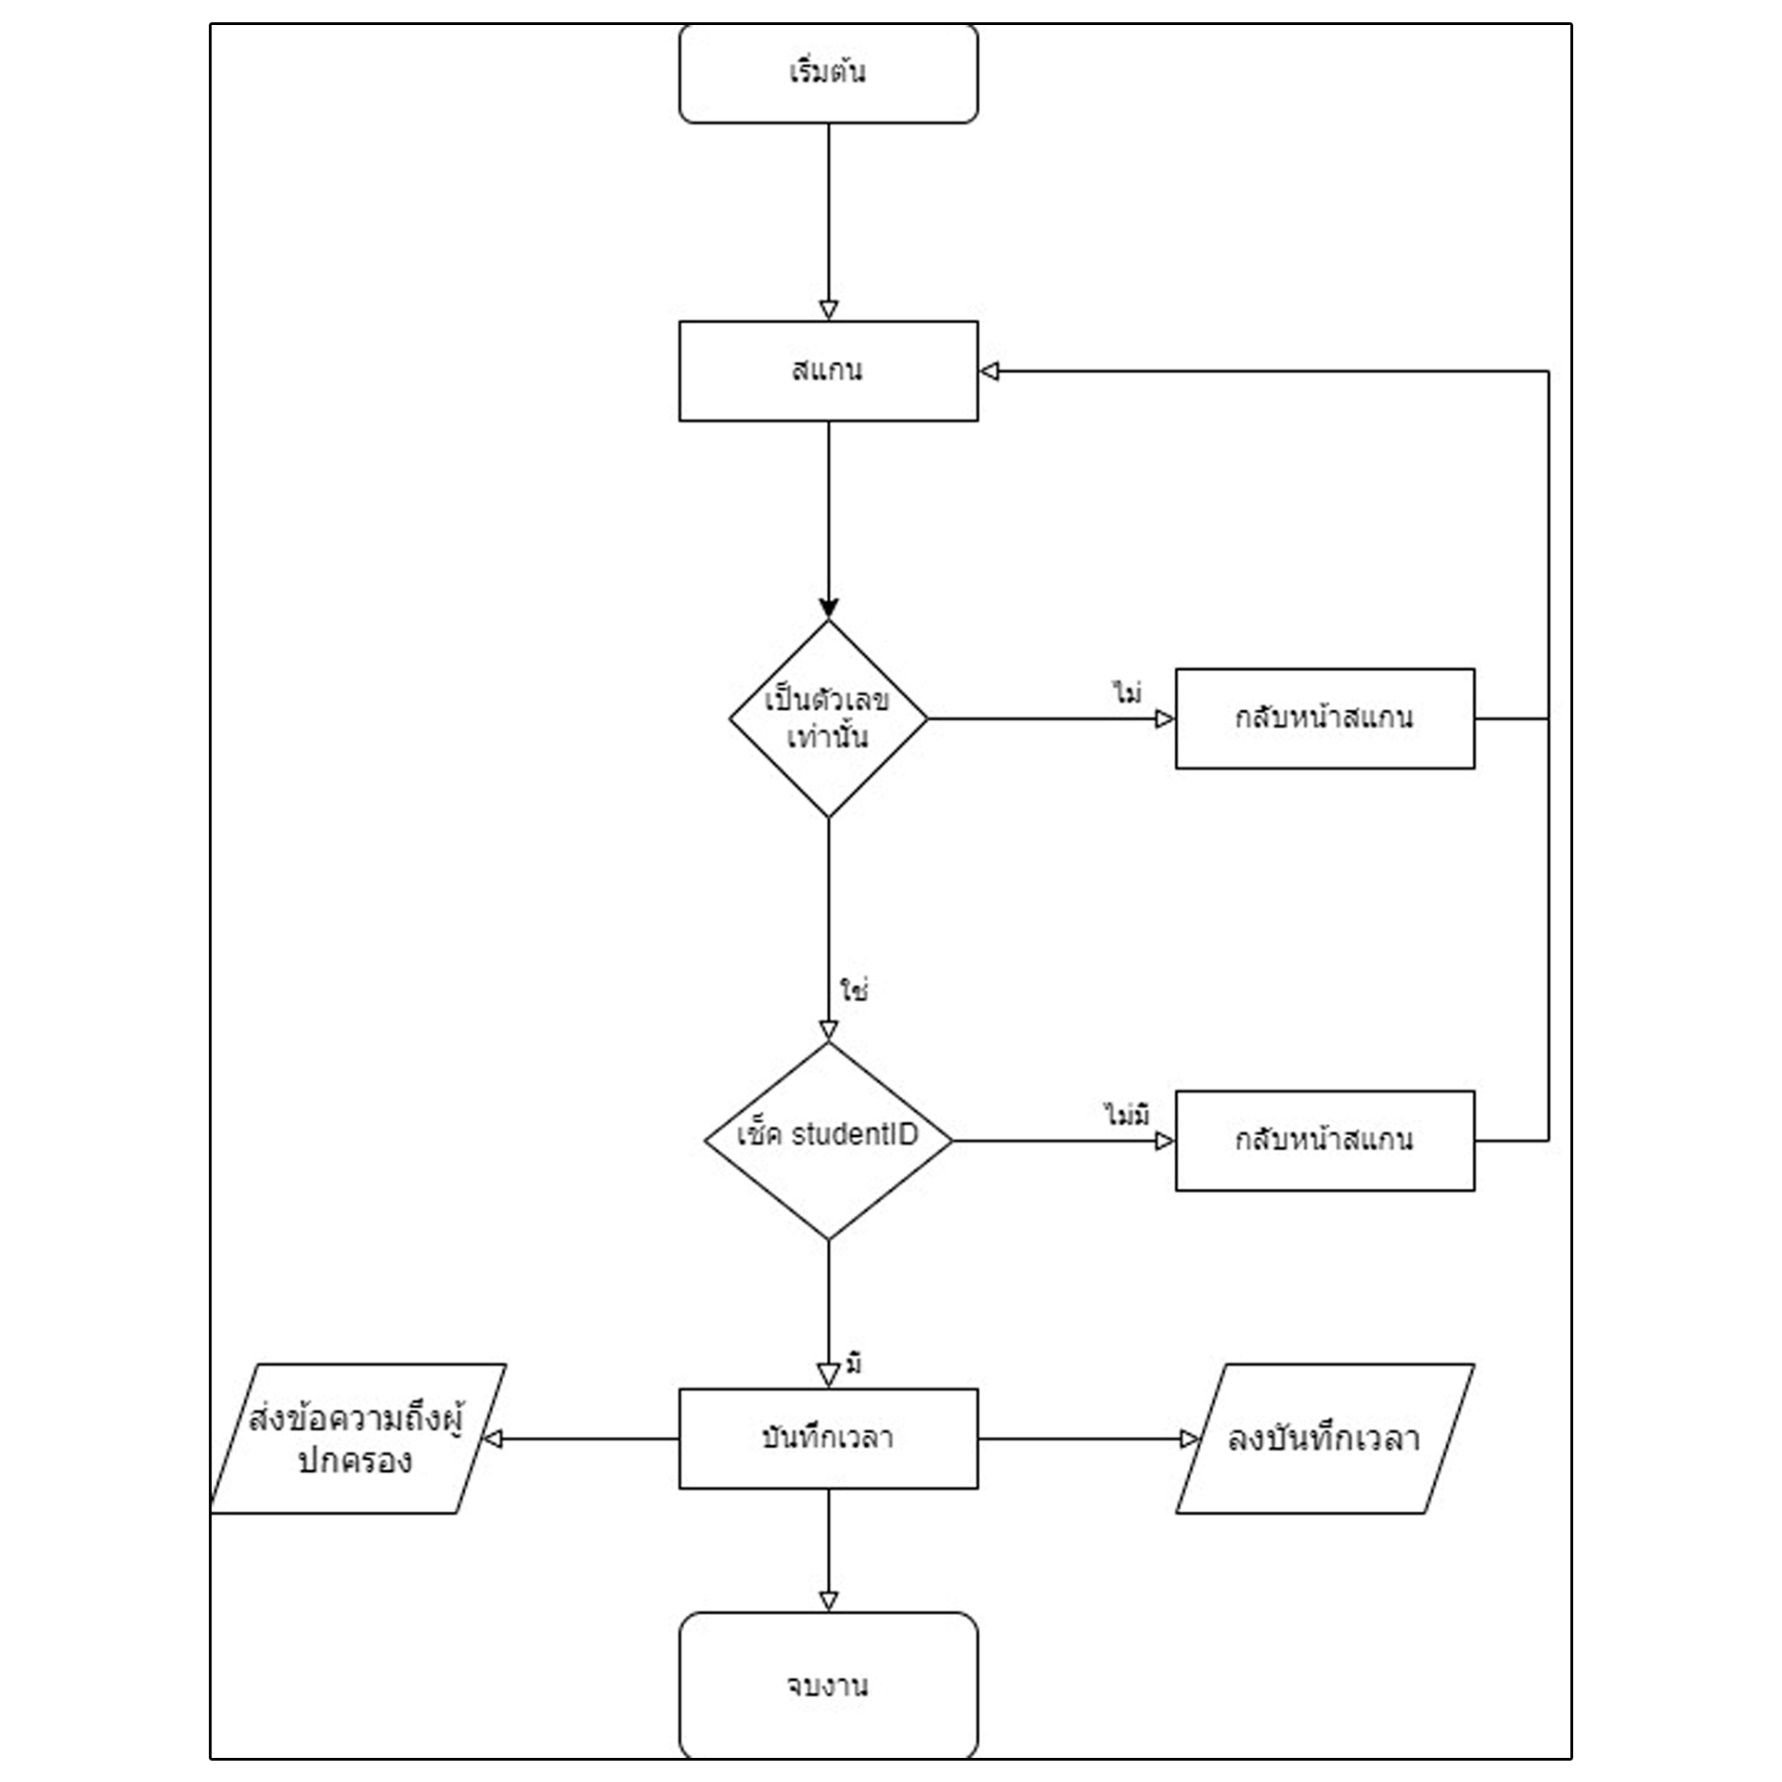 เริ่มต้น
สแกน
เป็นตัวเลข
เท่านั้น
ไม่
กลับหน้าสแกน
ใช่
เช็ค studentID
ไม่มี
กลับหน้าสแกน
มี
ส่งข้อความถึงผู้
ปกครอง
บันทึกเวลา
ลงบันทึกเวลา
จบงาน